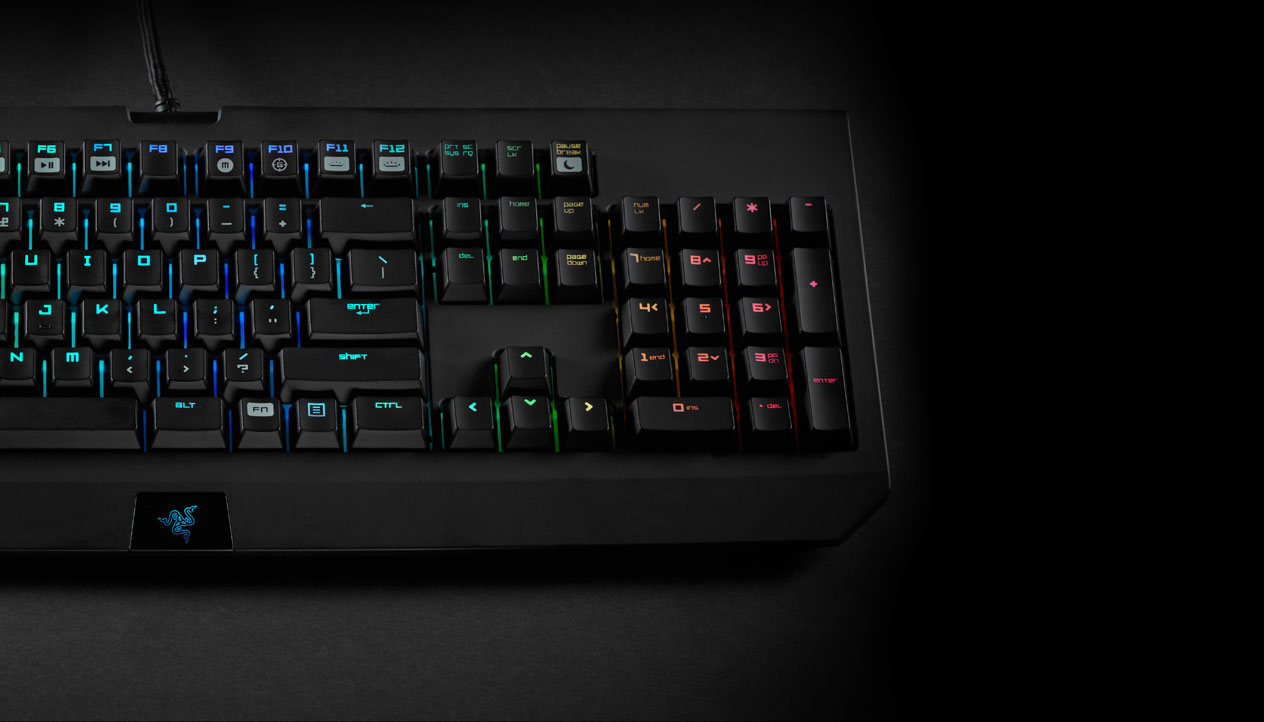 F6 F7 F8 F9 F10 F11 F12 prt sc scr pause
sys rq lk break
m G
7 8 9 0 - = ← ins home page up num lk / * -
* ( ) _ +
U I O P [ ] \ del end page down 7 home 8 ^ 9 pg up +
{ } |
J K L ; ' enter 4 < 5 6 >
: "
N M , . / shift ^ 1 end 2 ⌄ 3 pg dn enter
< > ?
alt FN ctrl < ⌄ > 0 ins . del